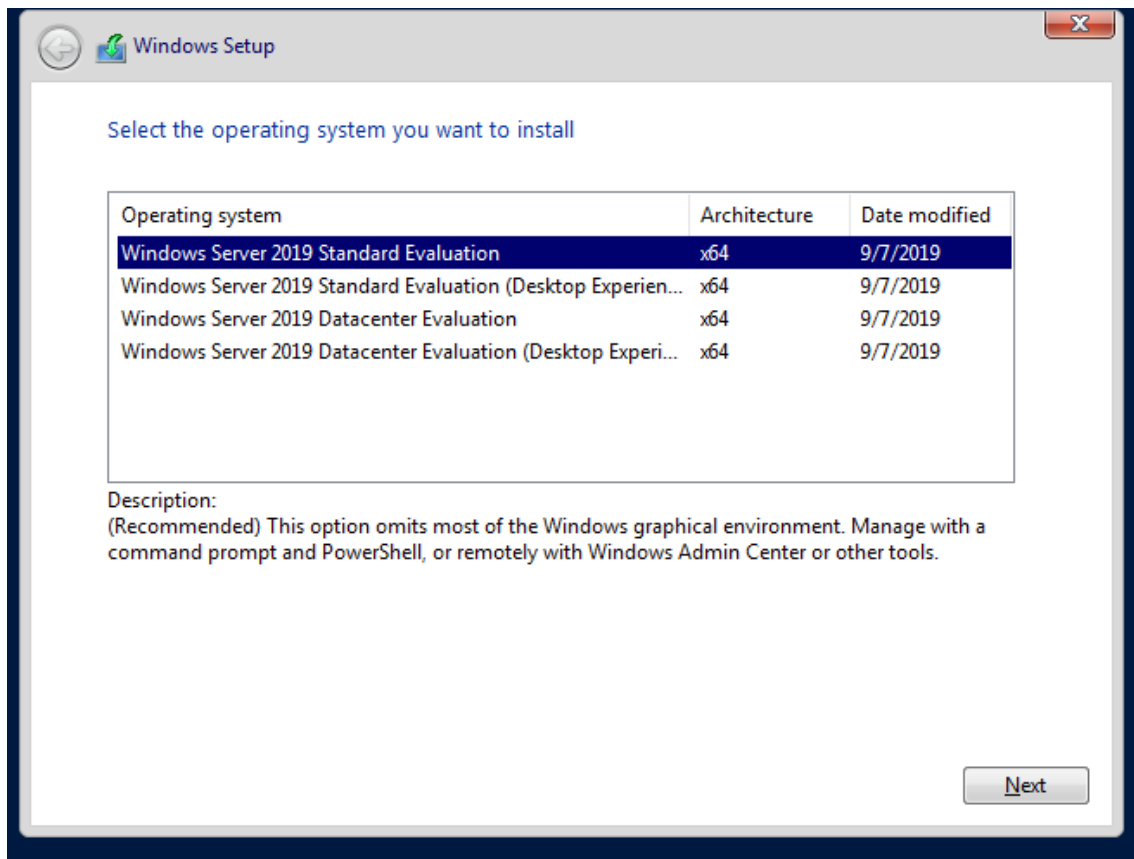 Windows Setup
Select the operating system you want to install
Operating system Architecture Date modified
Windows Server 2019 Standard Evaluation x64 9/7/2019
Windows Server 2019 Standard Evaluation (Desktop Experien... x64 9/7/2019
Windows Server 2019 Datacenter Evaluation x64 9/7/2019
Windows Server 2019 Datacenter Evaluation (Desktop Experi... x64 9/7/2019
Description:
(Recommended) This option omits most of the Windows graphical environment. Manage with a
command prompt and PowerShell, or remotely with Windows Admin Center or other tools.
Next